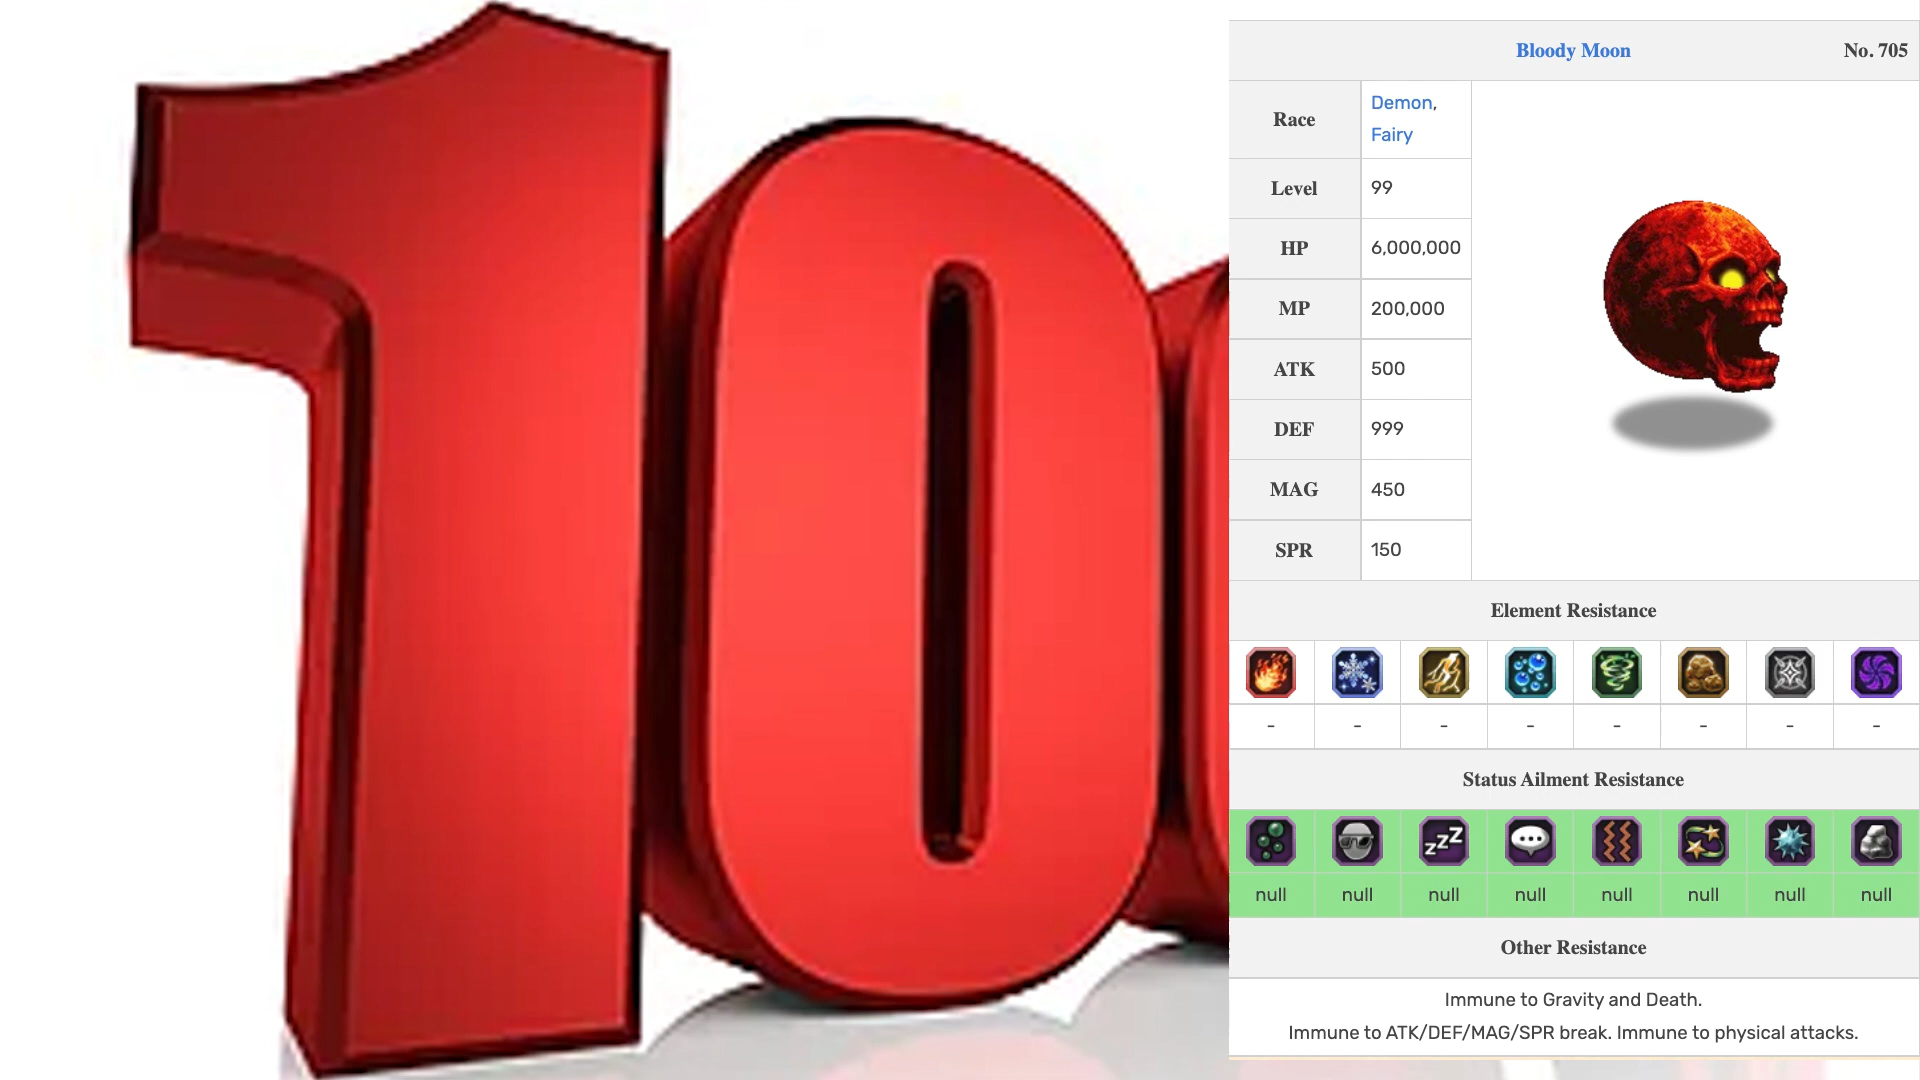 10
Bloody Moon No. 705
Race Demon,
Fairy
Level 99
HP 6,000,000
MP 200,000
ATK 500
DEF 999
MAG 450
SPR 150
Element Resistance
- - - - - - - -
Status Ailment Resistance
zzZ
null null null null null null null null
Other Resistance
Immune to Gravity and Death.
Immune to ATK/DEF/MAG/SPR break. Immune to physical attacks.